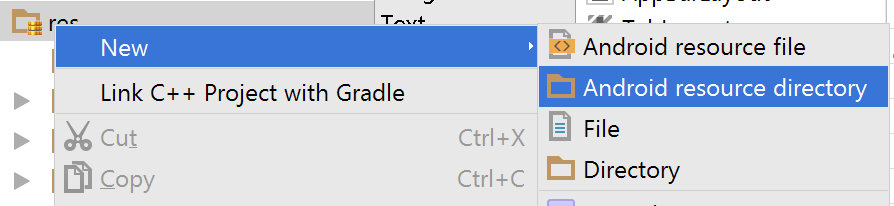 res
Text
New
Link C++ Project with Gradle
Cut Ctrl+X
Copy Ctrl+C
Android resource file
Android resource directory
File
Directory